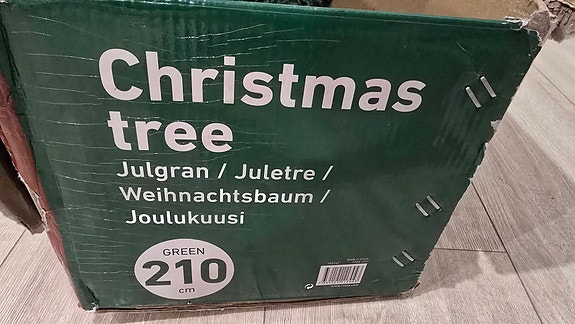 Christmas
tree
Julgran / Juletre /
Weihnachtsbaum /
Joulukuusi
GREEN
210
cm